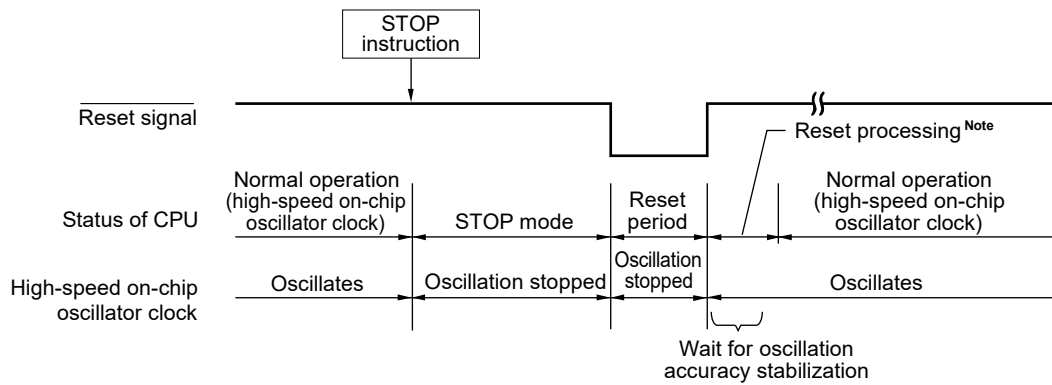 STOP
instruction
Reset signal
Reset processing Note
Status of CPU
Normal operation
(high-speed on-chip
oscillator clock)
STOP mode
Reset
period
Normal operation
(high-speed on-chip
oscillator clock)
High-speed on-chip
oscillator clock
Oscillates
Oscillation stopped
Oscillation
stopped
Oscillates
Wait for oscillation
accuracy stabilization